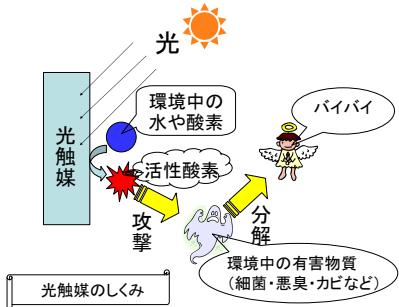 光
環境中の
水や酸素
バイバイ
光触媒
活性酸素
攻撃
分解
環境中の有害物質
（細菌・悪臭・カビなど）
光触媒のしくみ